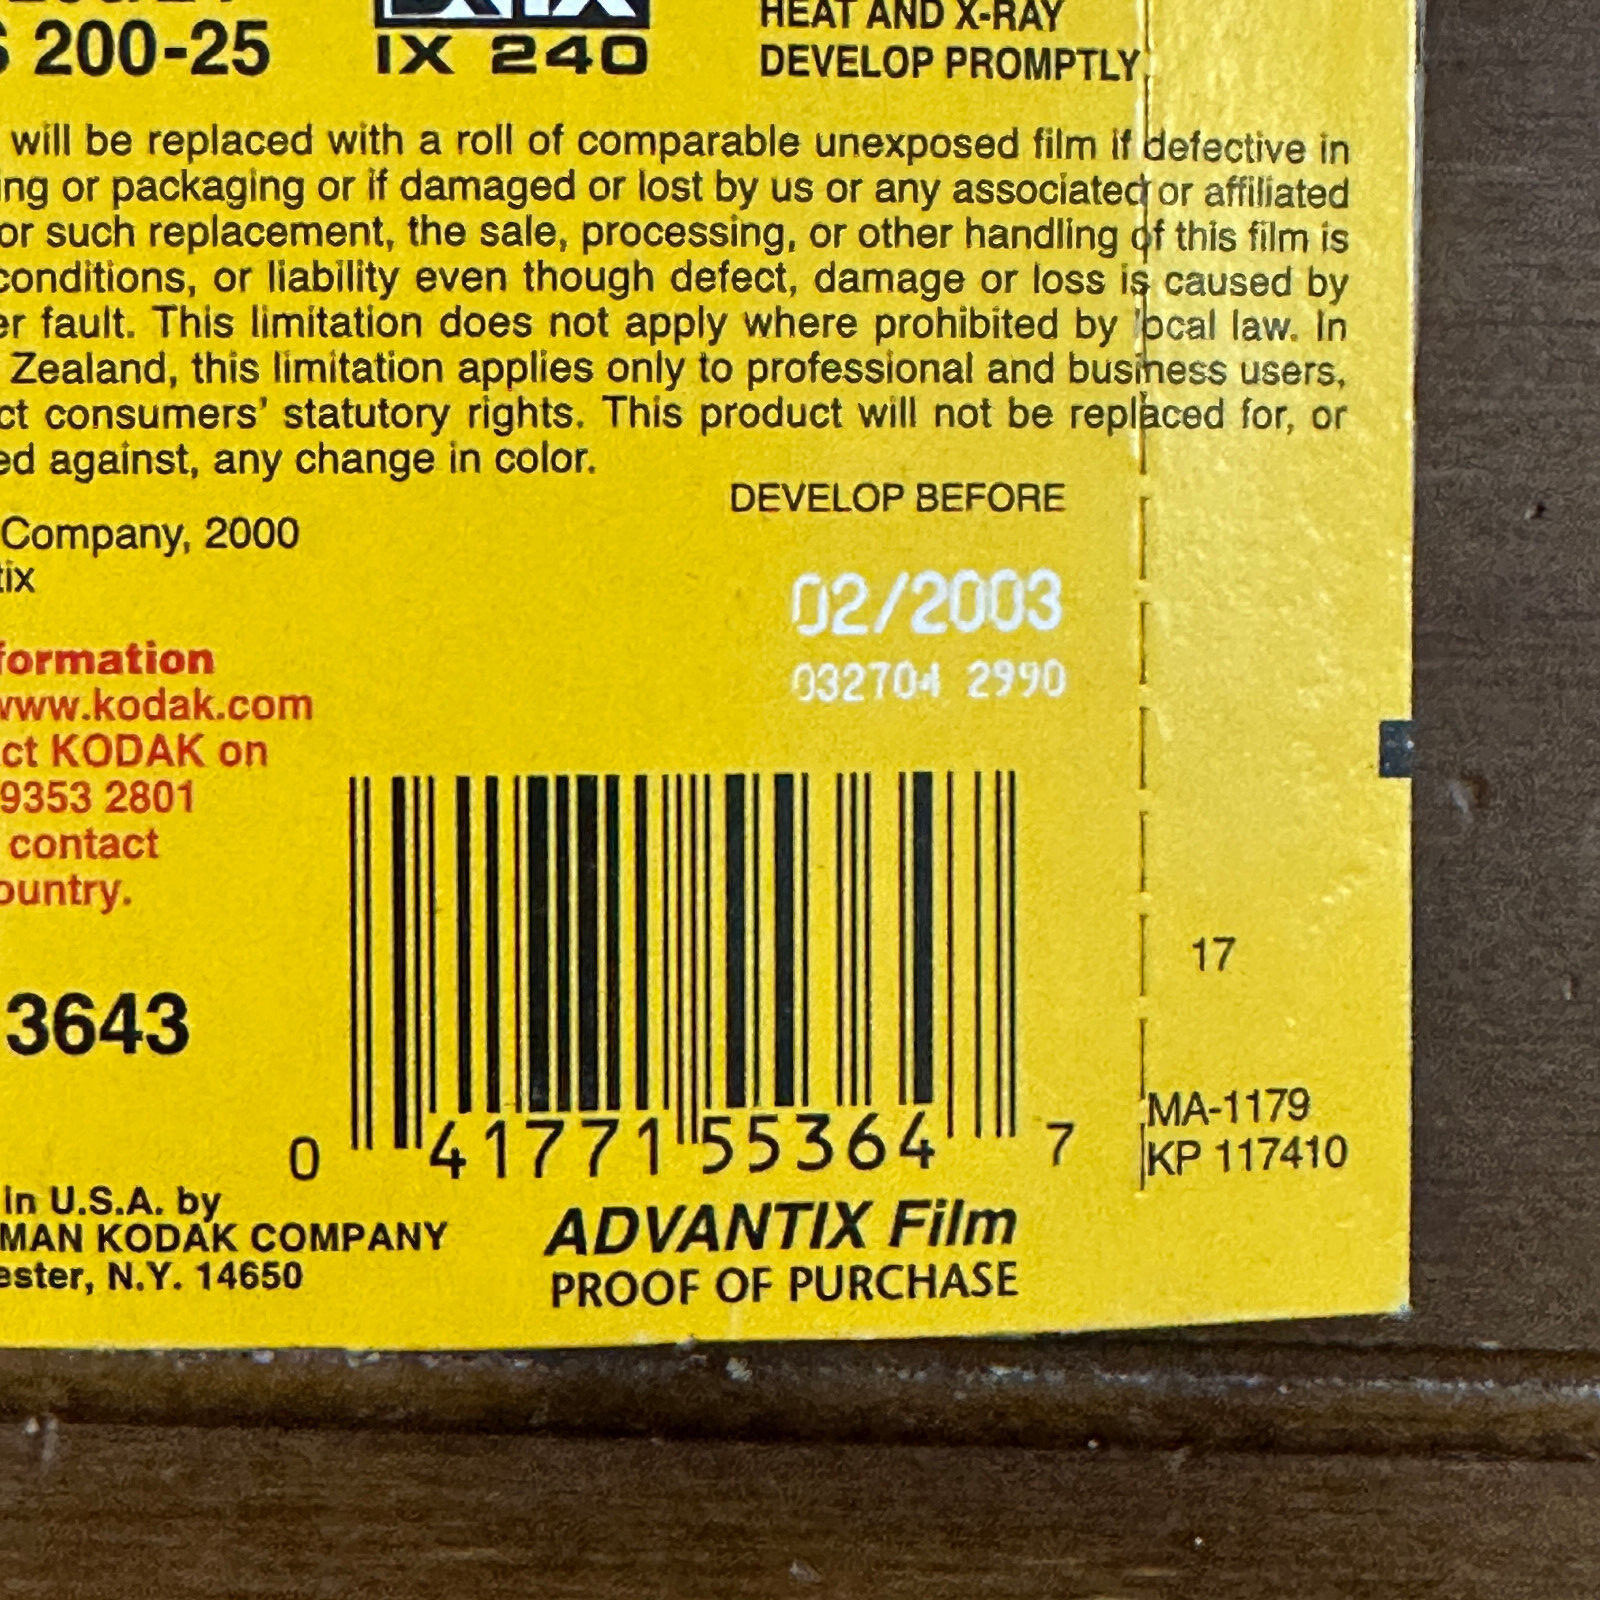 200-25
IX 240
HEAT AND X-RAY
DEVELOP PROMPTLY
will be replaced with a roll of comparable unexposed film if defective in
ing or packaging or if damaged or lost by us or any associated or affiliated
or such replacement, the sale, processing, or other handling of this film is
conditions, or liability even though defect, damage or loss is caused by
er fault. This limitation does not apply where prohibited by local law. In
Zealand, this limitation applies only to professional and business users,
ct consumers' statutory rights. This product will not be replaced for, or
ed against, any change in color.
DEVELOP BEFORE
Company, 2000
tix
02/2003
032704 2990
formation
www.kodak.com
ct KODAK on
9353 2801
contact
ountry.
17
3643
MA-1179
KP 117410
0 41771 55364 7
in U.S.A. by
MAN KODAK COMPANY
ester, N.Y. 14650
ADVANTIX Film
PROOF OF PURCHASE